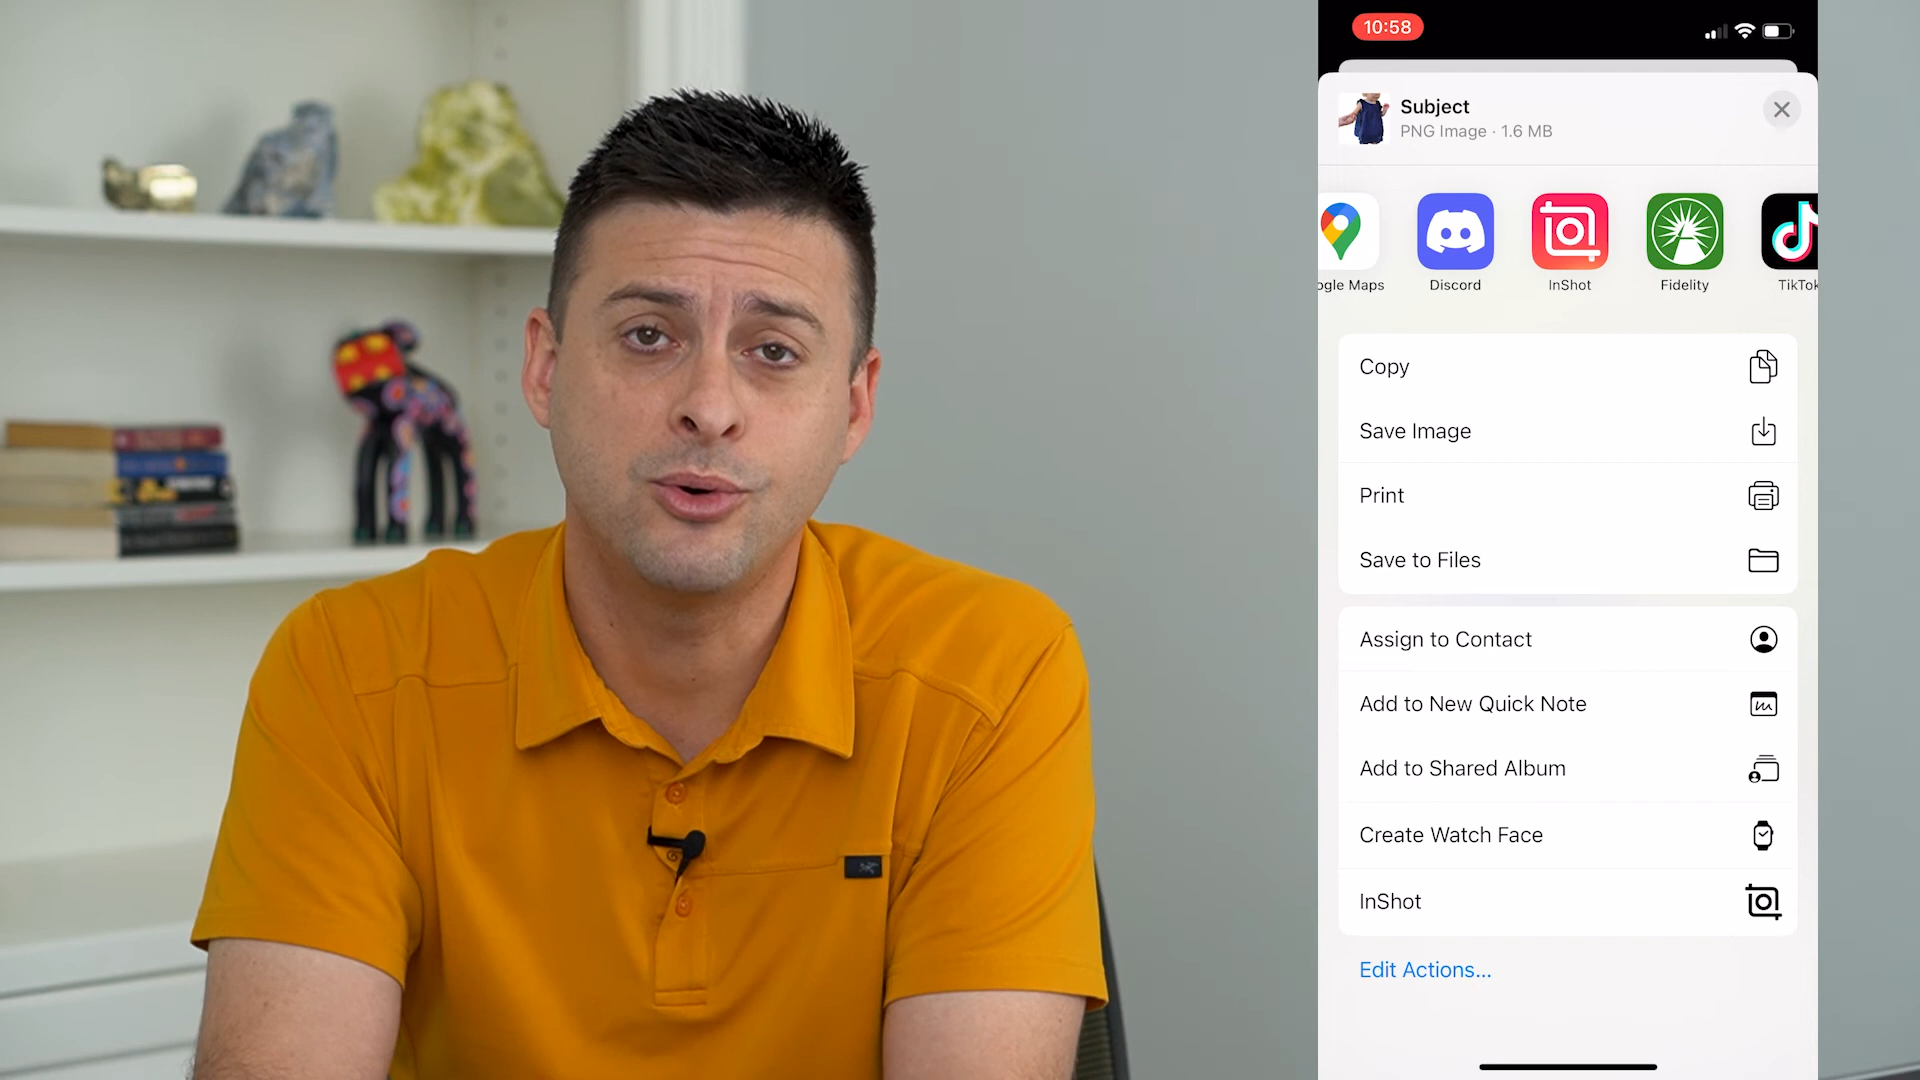 10:58
Subject
PNG Image · 1.6 MB
ogle Maps
Discord
InShot
Fidelity
TikTok
Copy
Save Image
Print
Save to Files
Assign to Contact
Add to New Quick Note
Add to Shared Album
Create Watch Face
InShot
Edit Actions...